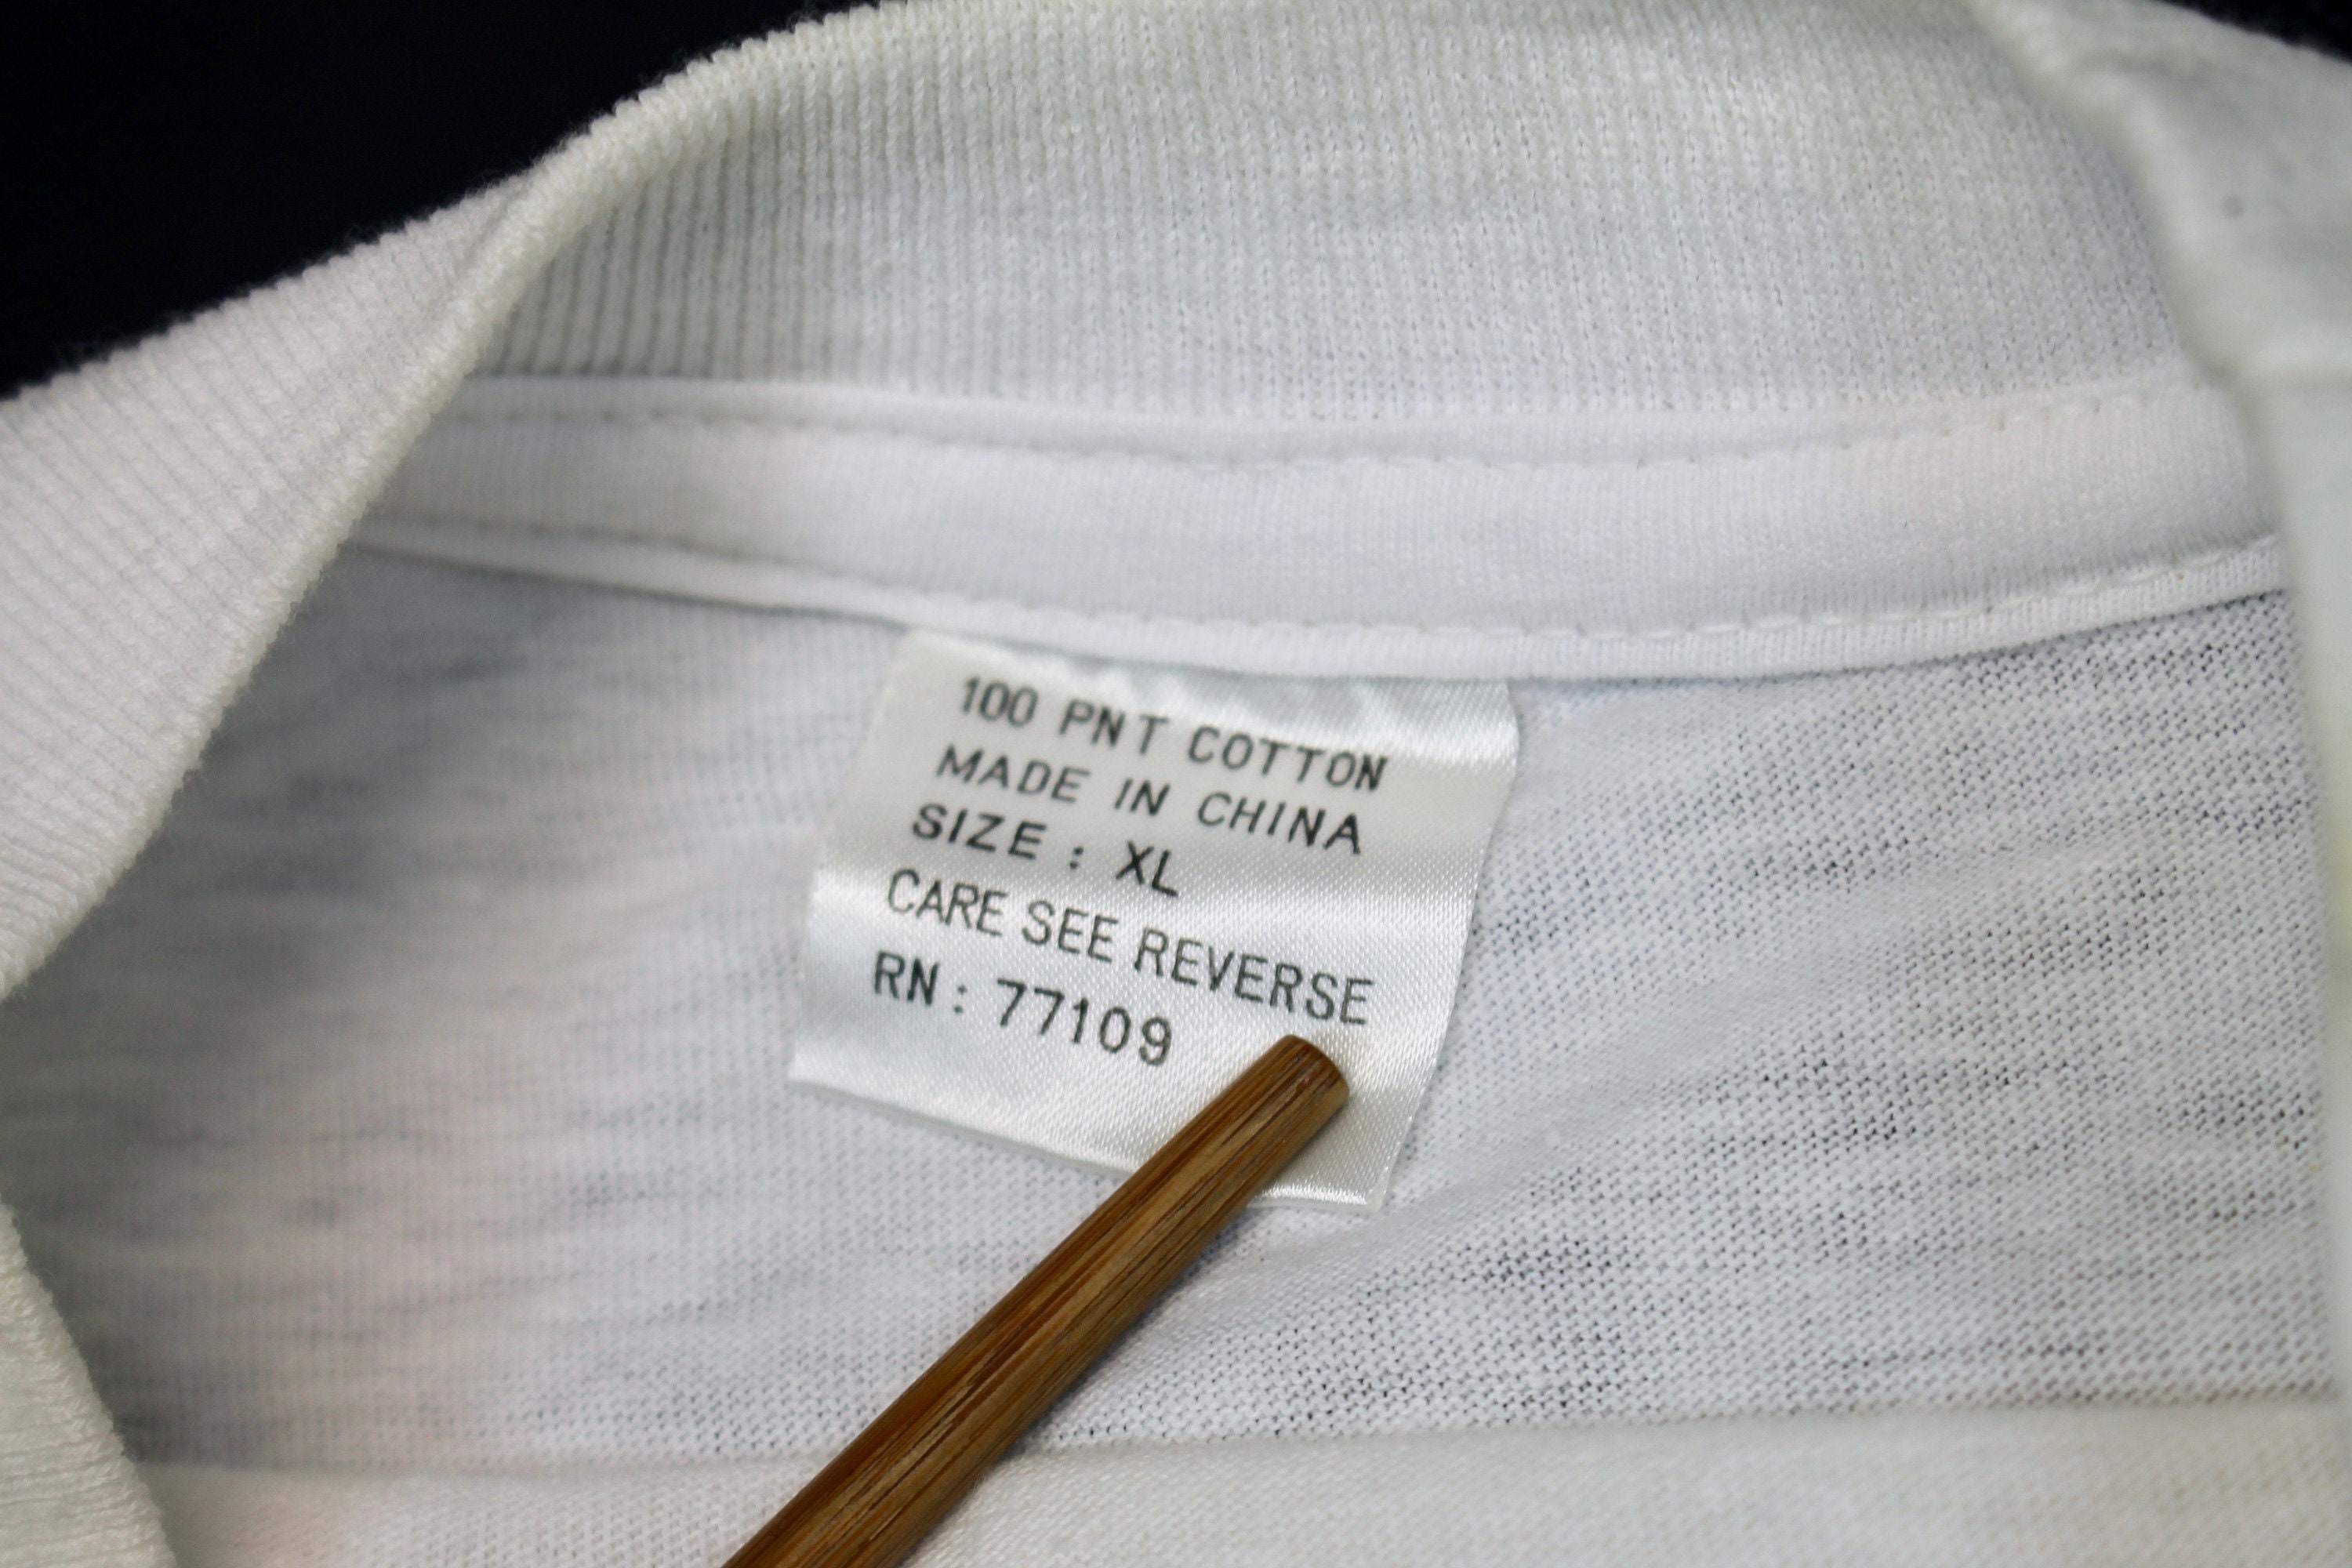 100 PNT COTTON
MADE IN CHINA
SIZE : XL
CARE SEE REVERSE
RN : 77109